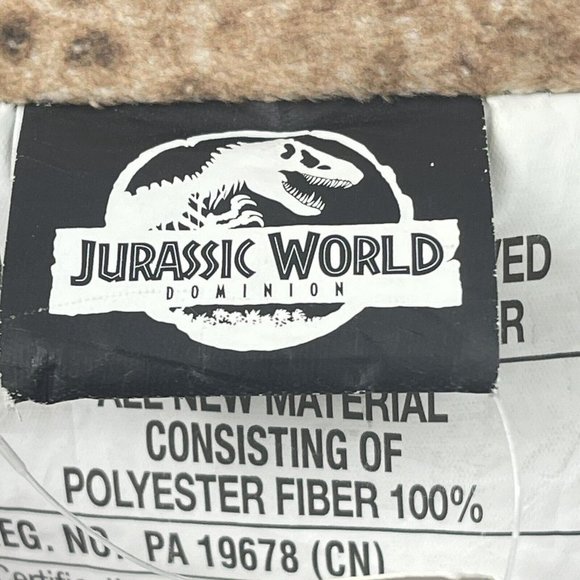 JURASSIC WORLD
DOMINION
VED
R
ALL NEW MATERIAL
CONSISTING OF
POLYESTER FIBER 100%
EG. NO. PA 19678 (CN)